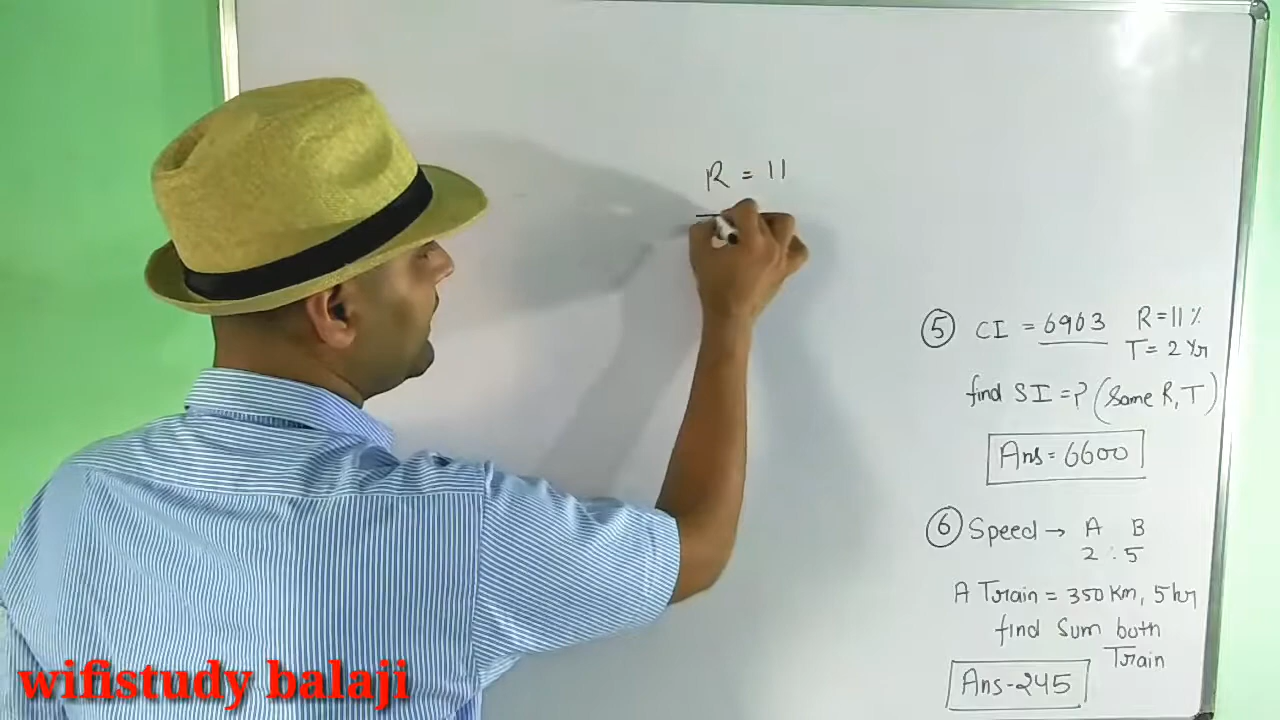 R = 11
5 CI = 6963 R=11%
T= 2 Yr
find SI =? (Same R, T)
Ans= 6600
6 Speed → A B
2 : 5
A Train = 350 Km, 5 hr
find Sum both
Train
Ans-245
wifistudy balaji